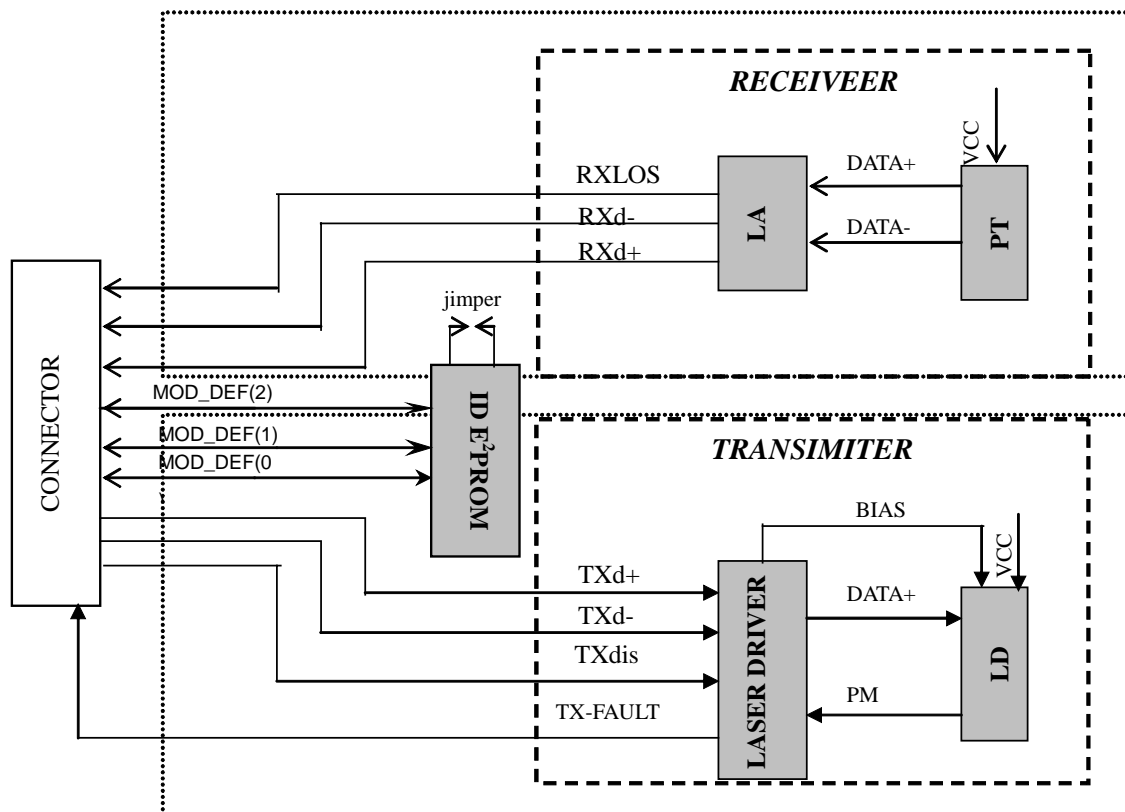 RECEIVEER
VCC
RXLOS
DATA+
RXd-
LA
DATA-
PT
RXd+
jimper
CONNECTOR
MOD_DEF(2)
MOD_DEF(1)
MOD_DEF(0
ID E²PROM
TRANSIMITER
BIAS
VCC
TXd+
DATA+
TXd-
LASER DRIVER
LD
TXdis
PM
TX-FAULT